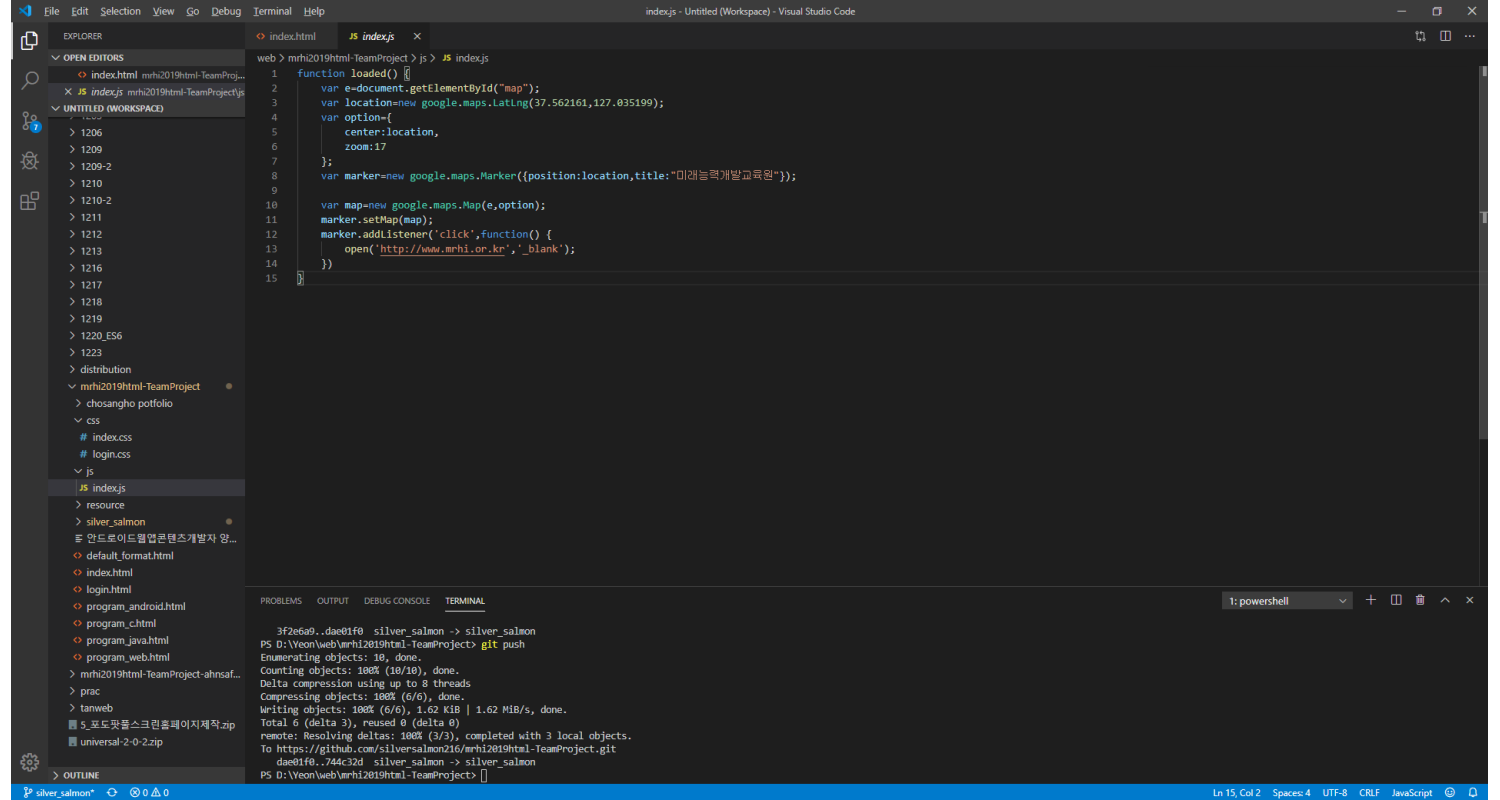 File Edit Selection View Go Debug Terminal Help
index.js - Untitled (Workspace) - Visual Studio Code
EXPLORER
OPEN EDITORS
index.html mrhi2019html-TeamProj...
JS index.js mrhi2019html-TeamProject\js
UNTITLED (WORKSPACE)
1206
1209
1209-2
1210
1210-2
1211
1212
1213
1216
1217
1218
1219
1220_ES6
1223
distribution
mrhi2019html-TeamProject
chosangho potfolio
css
# index.css
# login.css
js
JS index.js
resource
silver_salmon
안드로이드웹앱콘텐츠개발자 양...
default_format.html
index.html
login.html
program_android.html
program_c.html
program_java.html
program_web.html
mrhi2019html-TeamProject-ahnsaf...
prac
tanweb
5_포도팟풀스크린홈페이지제작.zip
universal-2-0-2.zip
OUTLINE
7
index.html JS index.js
web > mrhi2019html-TeamProject > js > JS index.js
1 function loaded() {
2 var e=document.getElementById("map");
3 var location=new google.maps.LatLng(37.562161,127.035199);
4 var option={
5 center:location,
6 zoom:17
7 };
8 var marker=new google.maps.Marker({position:location,title:"미래능력개발교육원"});
9
10 var map=new google.maps.Map(e,option);
11 marker.setMap(map);
12 marker.addListener('click',function() {
13 open('http://www.mrhi.or.kr','_blank');
14 })
15 }
PROBLEMS OUTPUT DEBUG CONSOLE TERMINAL
1: powershell
3f2e6a9..dae01f0 silver_salmon -> silver_salmon
PS D:\Yeon\web\mrhi2019html-TeamProject> git push
Enumerating objects: 10, done.
Counting objects: 100% (10/10), done.
Delta compression using up to 8 threads
Compressing objects: 100% (6/6), done.
Writing objects: 100% (6/6), 1.62 KiB | 1.62 MiB/s, done.
Total 6 (delta 3), reused 0 (delta 0)
remote: Resolving deltas: 100% (3/3), completed with 3 local objects.
To https://github.com/silversalmon216/mrhi2019html-TeamProject.git
dae01f0..744c32d silver_salmon -> silver_salmon
PS D:\Yeon\web\mrhi2019html-TeamProject>
silver_salmon* 0 0
Ln 15, Col 2 Spaces: 4 UTF-8 CRLF JavaScript